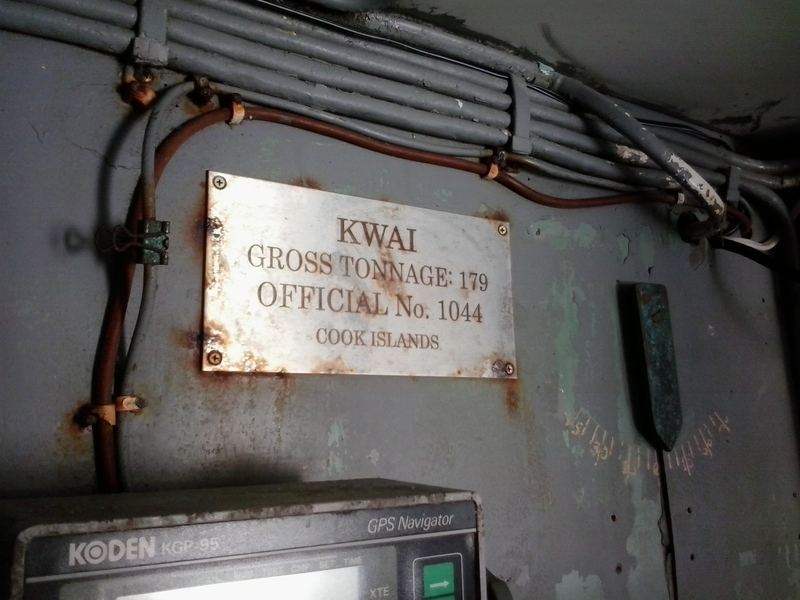 KWAI
GROSS TONNAGE: 179
OFFICIAL No. 1044
COOK ISLANDS
KODEN KGP-95 GPS Navigator
XTE